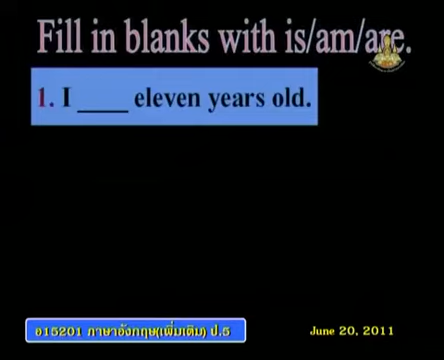 Fill in blanks with is/am/are.
1. I ____ eleven years old.
อ15201 ภาษาอังกฤษ(เพิ่มเติม) ป.5
June 20, 2011